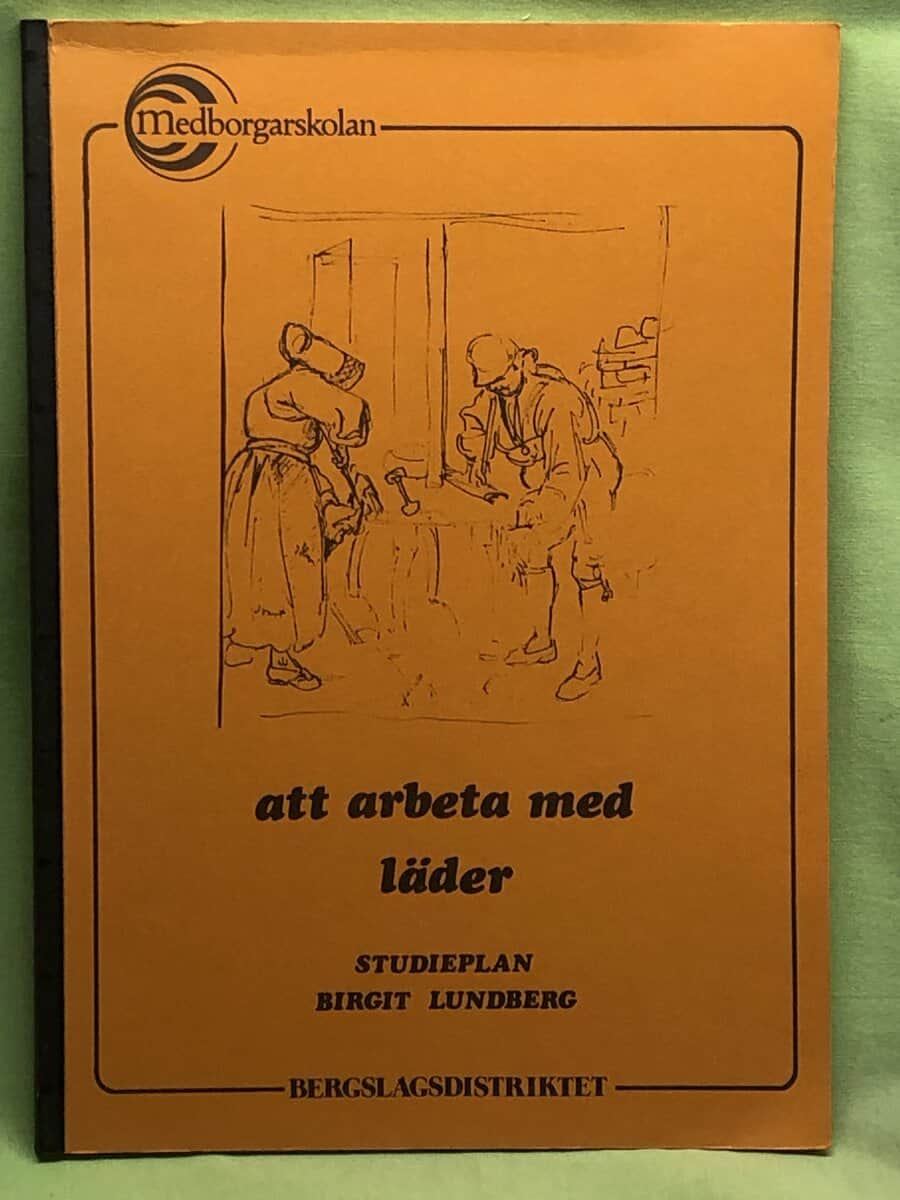 Medborgarskolan
att arbeta med
läder
STUDIEPLAN
BIRGIT LUNDBERG
BERGSLAGSDISTRIKTET